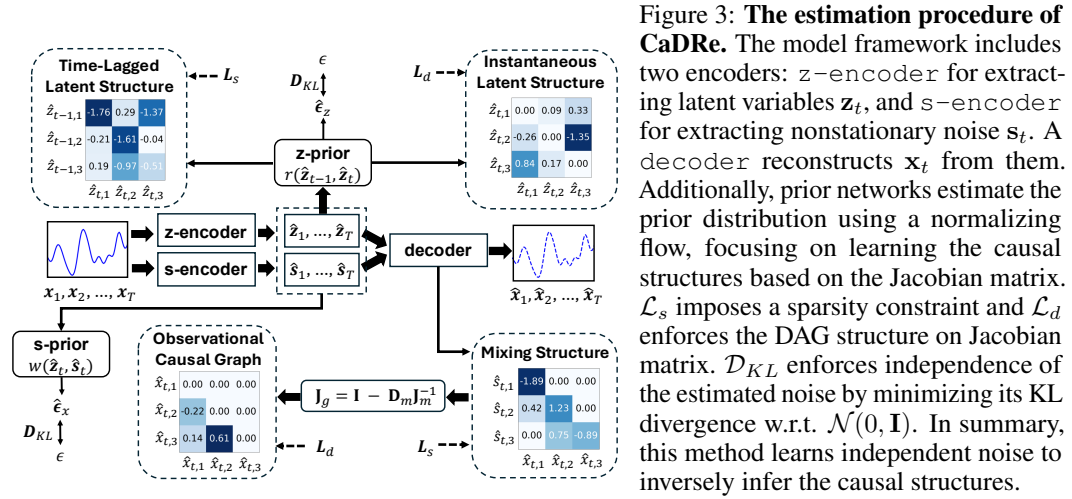 Time-Lagged
Latent Structure
L_s
ẑ_{t−1,1} -1.76 0.29 -1.37
ẑ_{t−1,2} -0.21 -1.61 -0.04
ẑ_{t−1,3} 0.19 -0.97 -0.51
ẑ_{t,1} ẑ_{t,2} ẑ_{t,3}
ϵ
D_{KL}
ϵ̂_z
z-prior
r(ẑ_{t−1}, ẑ_t)
L_d
Instantaneous
Latent Structure
ẑ_{t,1} 0.00 0.09 0.33
ẑ_{t,2} -0.26 0.00 -1.35
ẑ_{t,3} 0.84 0.17 0.00
ẑ_{t,1} ẑ_{t,2} ẑ_{t,3}
x_1, x_2, ..., x_T
z-encoder
s-encoder
ẑ_1, ..., ẑ_T
ŝ_1, ..., ŝ_T
decoder
x̂_1, x̂_2, ..., x̂_T
s-prior
w(ẑ_t, ŝ_t)
ϵ̂_x
D_{KL}
ϵ
Observational
Causal Graph
x̂_{t,1} 0.00 0.00 0.00
x̂_{t,2} -0.22 0.00 0.00
x̂_{t,3} 0.14 0.61 0.00
x̂_{t,1} x̂_{t,2} x̂_{t,3}
L_d
J_g = I − D_m J_m^{−1}
Mixing Structure
ŝ_{t,1} -1.89 0.00 0.00
ŝ_{t,2} 0.42 1.23 0.00
ŝ_{t,3} 0.00 0.75 -0.89
x̂_{t,1} x̂_{t,2} x̂_{t,3}
L_s
Figure 3: The estimation procedure of
CaDRe. The model framework includes
two encoders: z-encoder for extract-
ing latent variables z_t, and s-encoder
for extracting nonstationary noise s_t. A
decoder reconstructs x_t from them.
Additionally, prior networks estimate the
prior distribution using a normalizing
flow, focusing on learning the causal
structures based on the Jacobian matrix.
ℒ_s imposes a sparsity constraint and ℒ_d
enforces the DAG structure on Jacobian
matrix. 𝒟_{KL} enforces independence of
the estimated noise by minimizing its KL
divergence w.r.t. 𝒩(0, I). In summary,
this method learns independent noise to
inversely infer the causal structures.